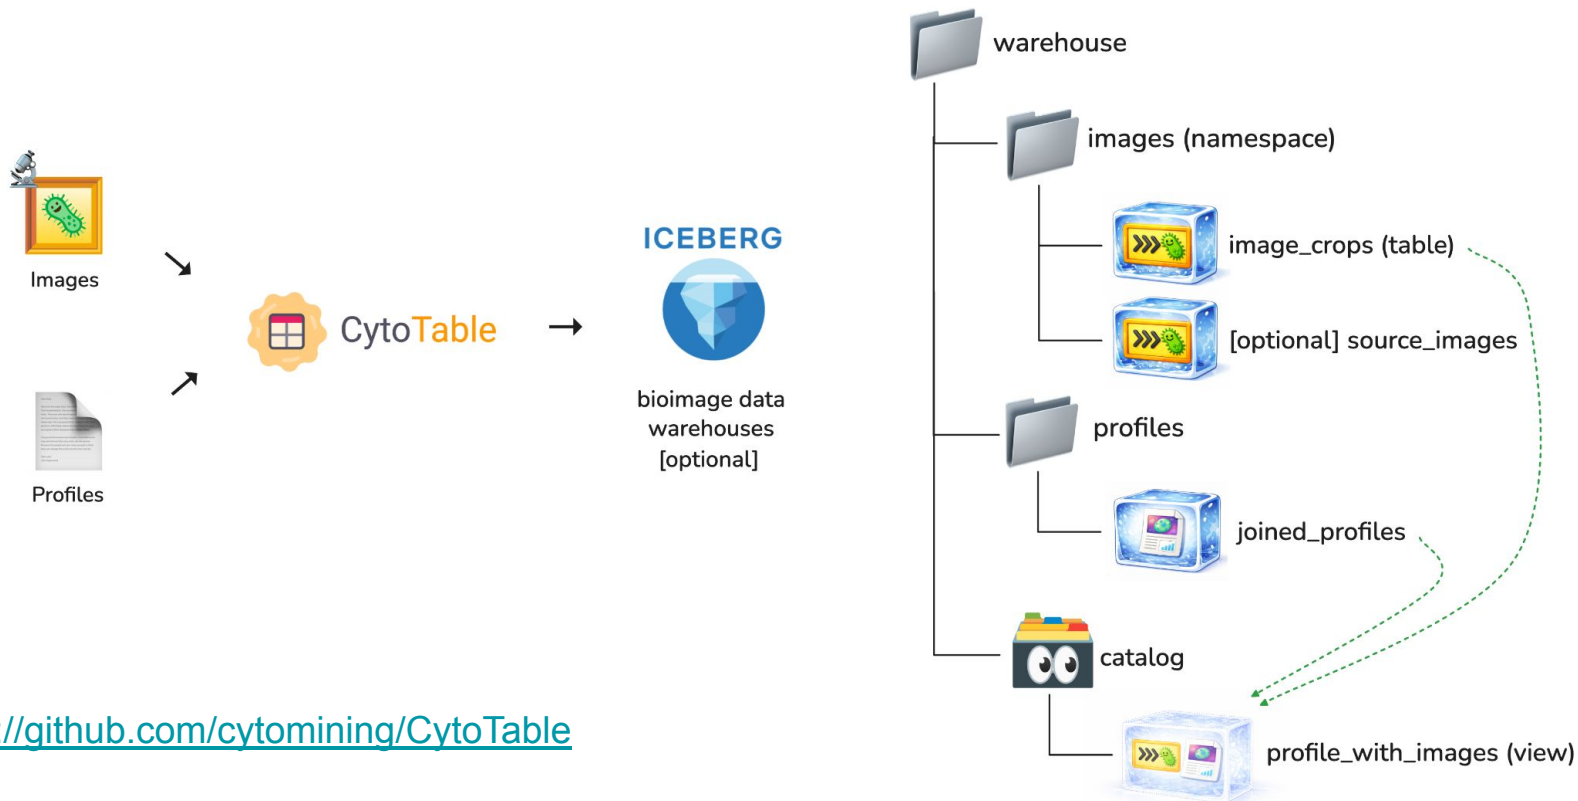 Images
Profiles
CytoTable
ICEBERG
bioimage data
warehouses
[optional]
://github.com/cytomining/CytoTable
warehouse
images (namespace)
image_crops (table)
[optional] source_images
profiles
joined_profiles
catalog
profile_with_images (view)